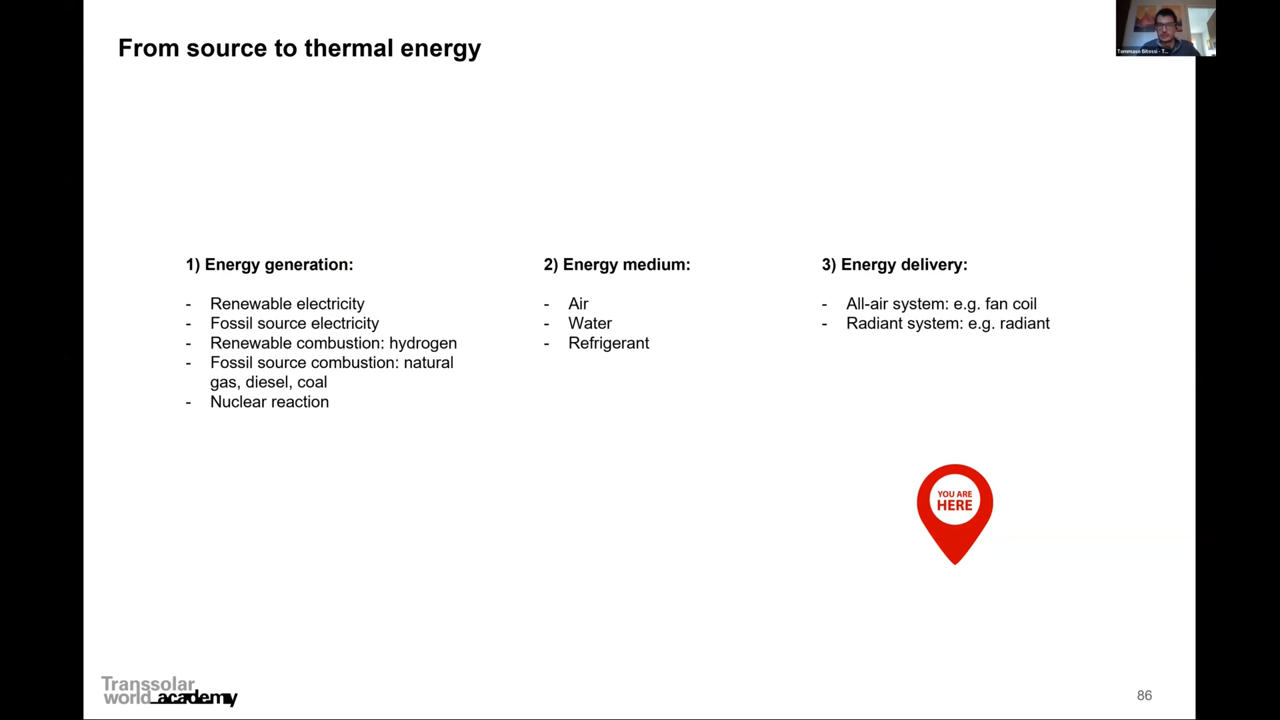 From source to thermal energy
Tommaso Bitossi - T...
1) Energy generation:
- Renewable electricity
- Fossil source electricity
- Renewable combustion: hydrogen
- Fossil source combustion: natural
gas, diesel, coal
- Nuclear reaction
2) Energy medium:
- Air
- Water
- Refrigerant
3) Energy delivery:
- All-air system: e.g. fan coil
- Radiant system: e.g. radiant
YOU ARE
HERE
Transsolar
world academy
86